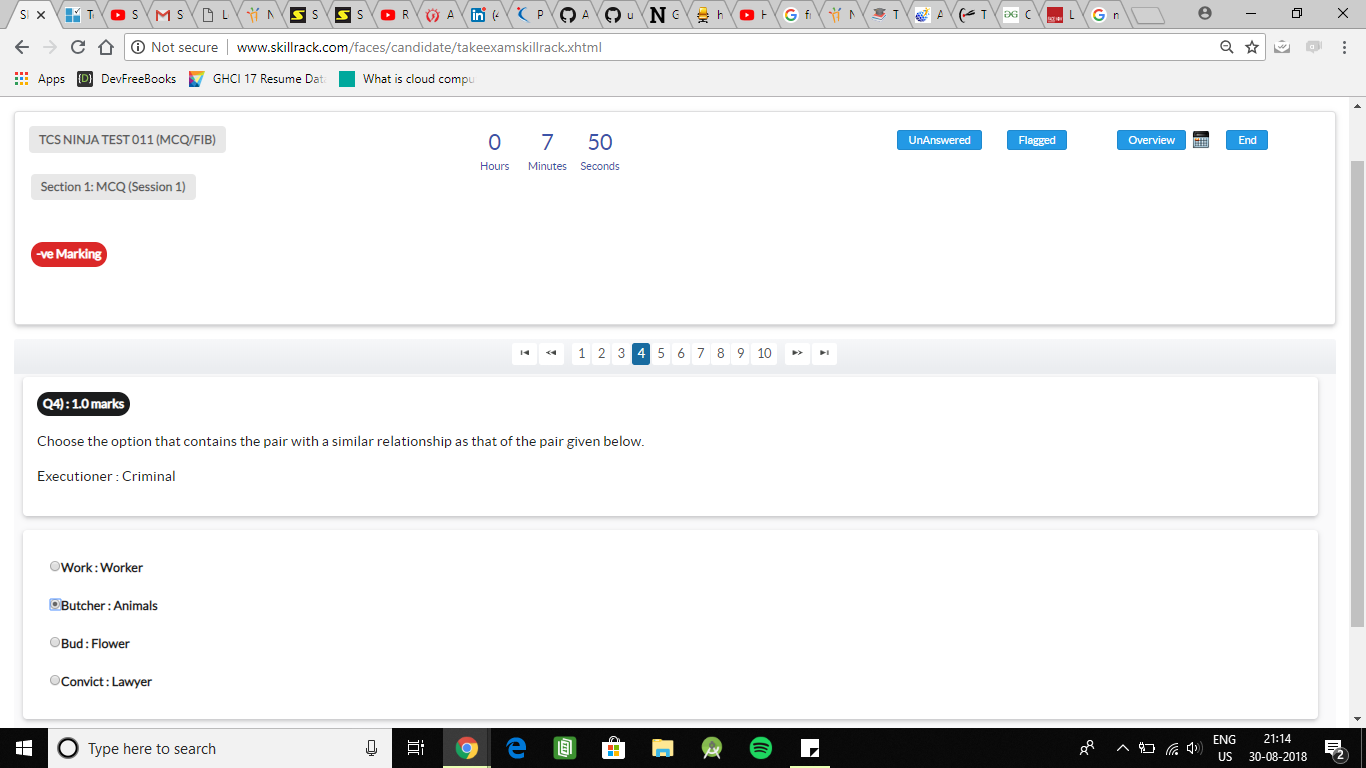 Not secure www.skillrack.com/faces/candidate/takeexamskillrack.xhtml
Apps DevFreeBooks GHCI 17 Resume Dat What is cloud compu
TCS NINJA TEST 011 (MCQ/FIB)
0 7 50
Hours Minutes Seconds
UnAnswered Flagged Overview End
Section 1: MCQ (Session 1)
-ve Marking
1 2 3 4 5 6 7 8 9 10
Q4) : 1.0 marks
Choose the option that contains the pair with a similar relationship as that of the pair given below.
Executioner : Criminal
Work : Worker
Butcher : Animals
Bud : Flower
Convict : Lawyer
Type here to search
ENG
US
21:14
30-08-2018
2